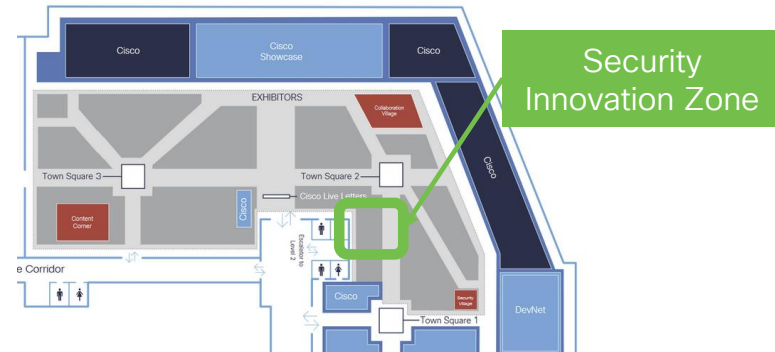 Cisco
Cisco
Showcase
Cisco
Security
Innovation Zone
EXHIBITORS
Collaboration
Village
Cisco
Town Square 3
Town Square 2
Cisco
Cisco Live Letters
Content
Corner
Escalator to
Level 2
e Corridor
Cisco
Security
Village
DevNet
Town Square 1